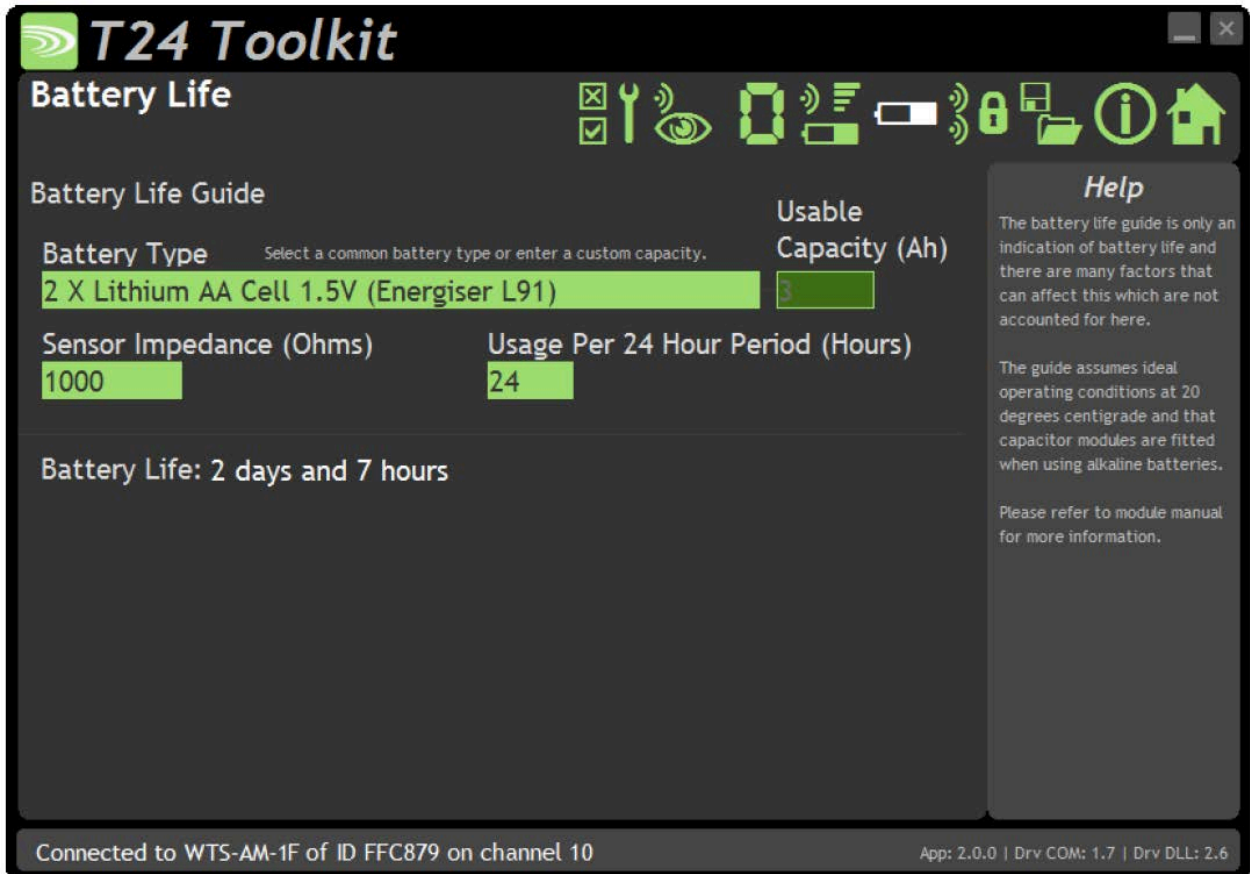 T24 Toolkit
Battery Life
Battery Life Guide
Battery Type
Select a common battery type or enter a custom capacity.
Usable
Capacity (Ah)
2 X Lithium AA Cell 1.5V (Energiser L91)
3
Sensor Impedance (Ohms)
Usage Per 24 Hour Period (Hours)
1000
24
Battery Life: 2 days and 7 hours
Help
The battery life guide is only an
indication of battery life and
there are many factors that
can affect this which are not
accounted for here.
The guide assumes ideal
operating conditions at 20
degrees centigrade and that
capacitor modules are fitted
when using alkaline batteries.
Please refer to module manual
for more information.
Connected to WTS-AM-1F of ID FFC879 on channel 10
App: 2.0.0 | Drv COM: 1.7 | Drv DLL: 2.6